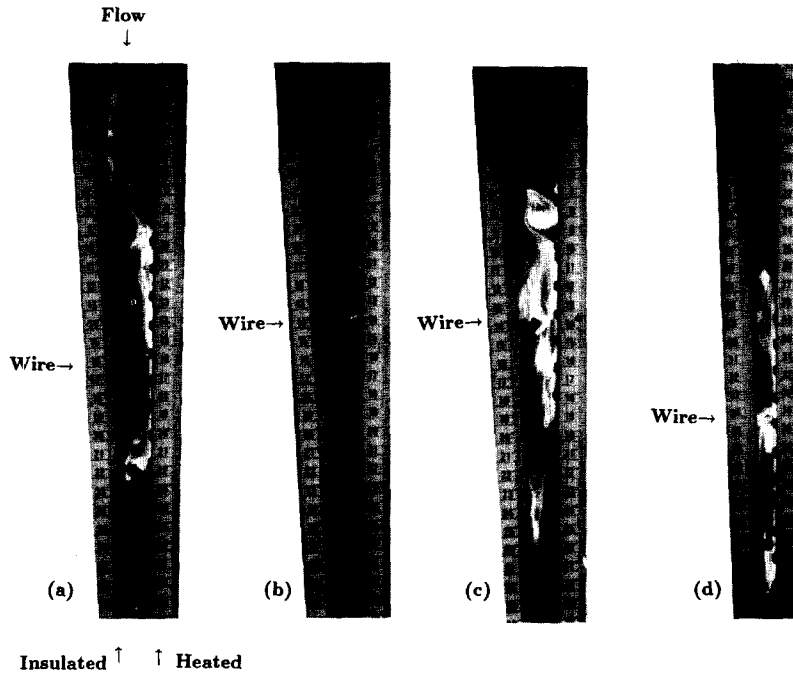 Flow
↓
Wire→
Wire→
Wire→
Wire→
(a)
(b)
(c)
(d)
Insulated ↑ ↑ Heated